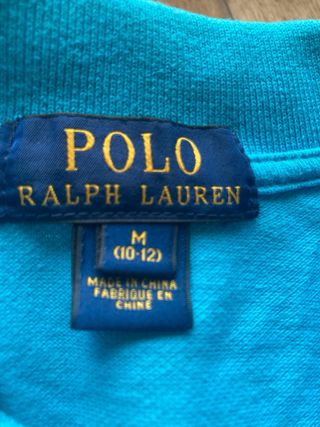 POLO
RALPH LAUREN
M
(10-12)
MADE IN CHINA
FABRIQUE EN
CHINE